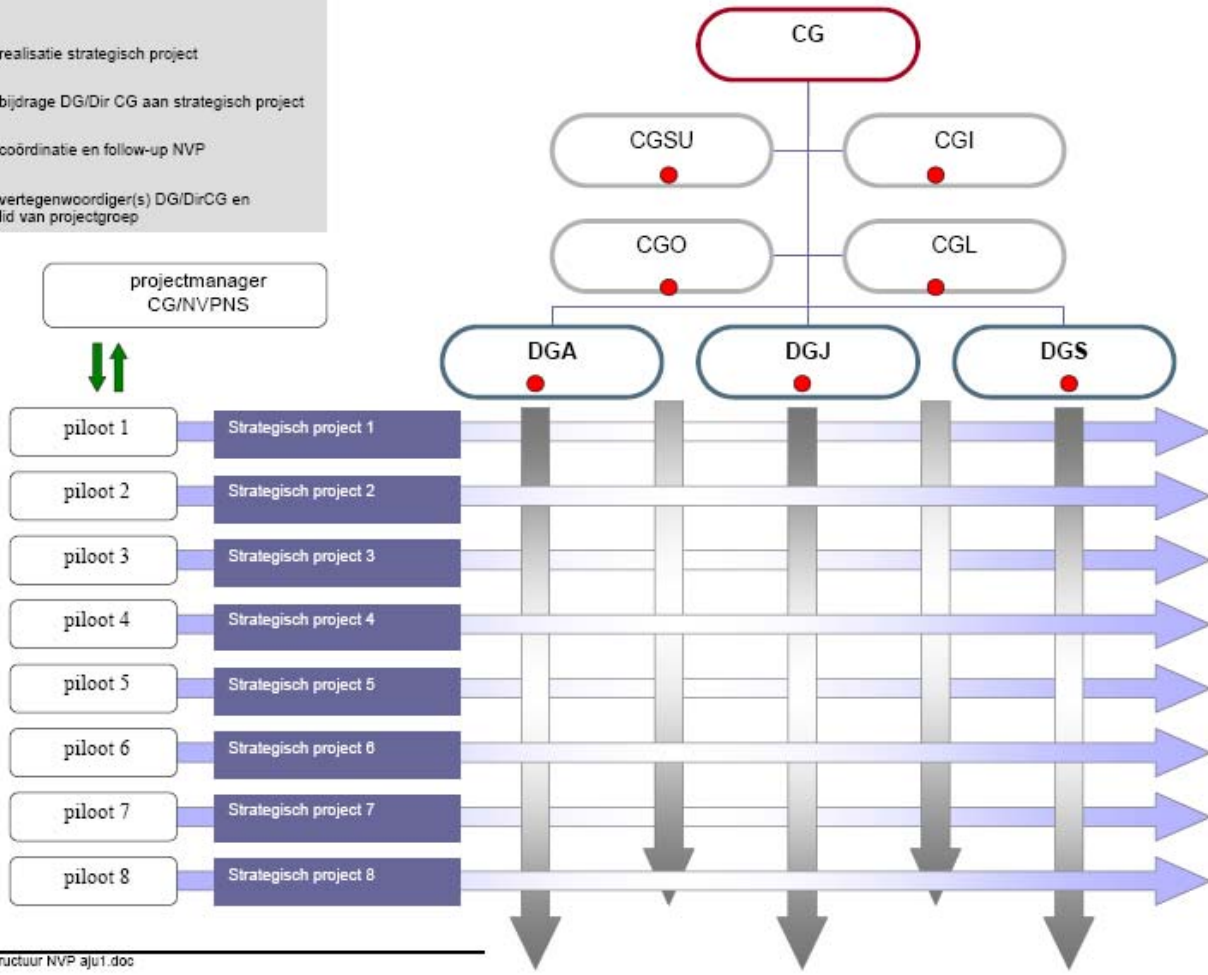 realisatie strategisch project
bijdrage DG/Dir CG aan strategisch project
coördinatie en follow-up NVP
vertegenwoordiger(s) DG/DirCG en
lid van projectgroep
CG
CGSU
CGI
CGO
CGL
projectmanager
CG/NVPNS
DGA
DGJ
DGS
piloot 1
Strategisch project 1
piloot 2
Strategisch project 2
piloot 3
Strategisch project 3
piloot 4
Strategisch project 4
piloot 5
Strategisch project 5
piloot 6
Strategisch project 6
piloot 7
Strategisch project 7
piloot 8
Strategisch project 8
ructuur NVP aju1.doc